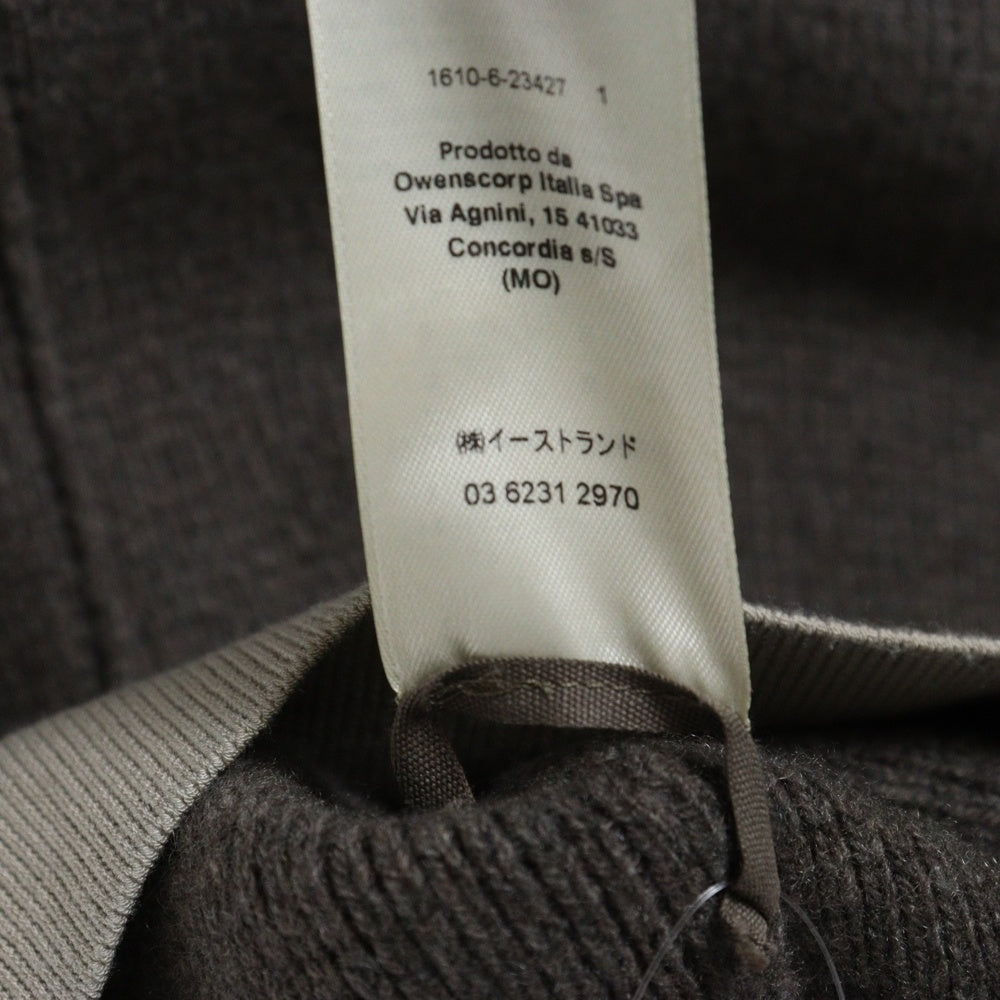 1610-6-23427 1
Prodotto da
Owenscorp Italia Spa
Via Agnini, 15 41033
Concordia s/S
(MO)
㈱イーストランド
03 6231 2970